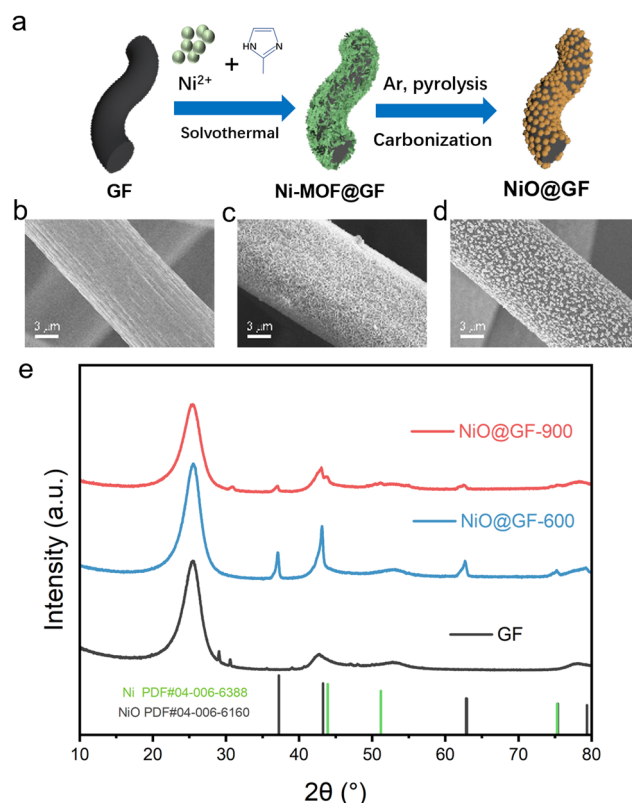 a
Ni²⁺
+
HN
N
Solvothermal
Ar, pyrolysis
Carbonization
GF
Ni-MOF@GF
NiO@GF
b
c
d
3 μm
3 μm
3 μm
e
NiO@GF-900
NiO@GF-600
GF
Ni PDF#04-006-6388
NiO PDF#04-006-6160
Intensity (a.u.)
10 20 30 40 50 60 70 80
2θ (°)